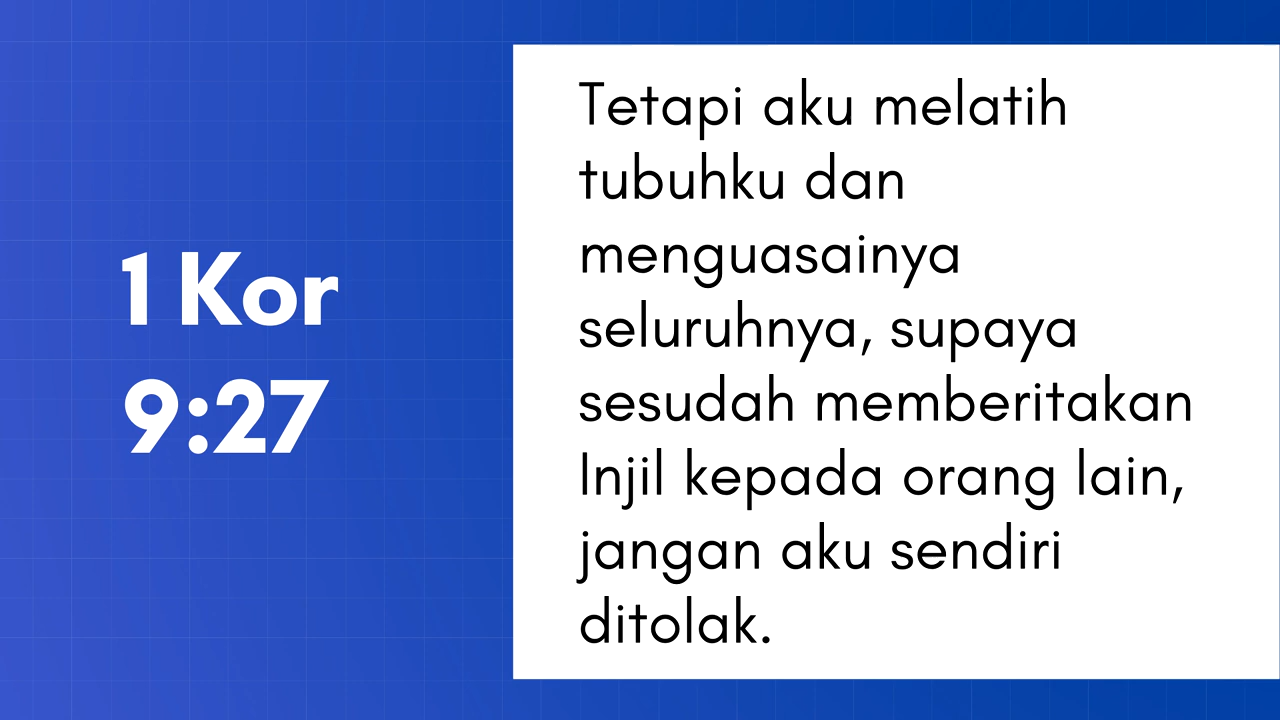 1 Kor
9:27
Tetapi aku melatih
tubuhku dan
menguasainya
seluruhnya, supaya
sesudah memberitakan
Injil kepada orang lain,
jangan aku sendiri
ditolak.